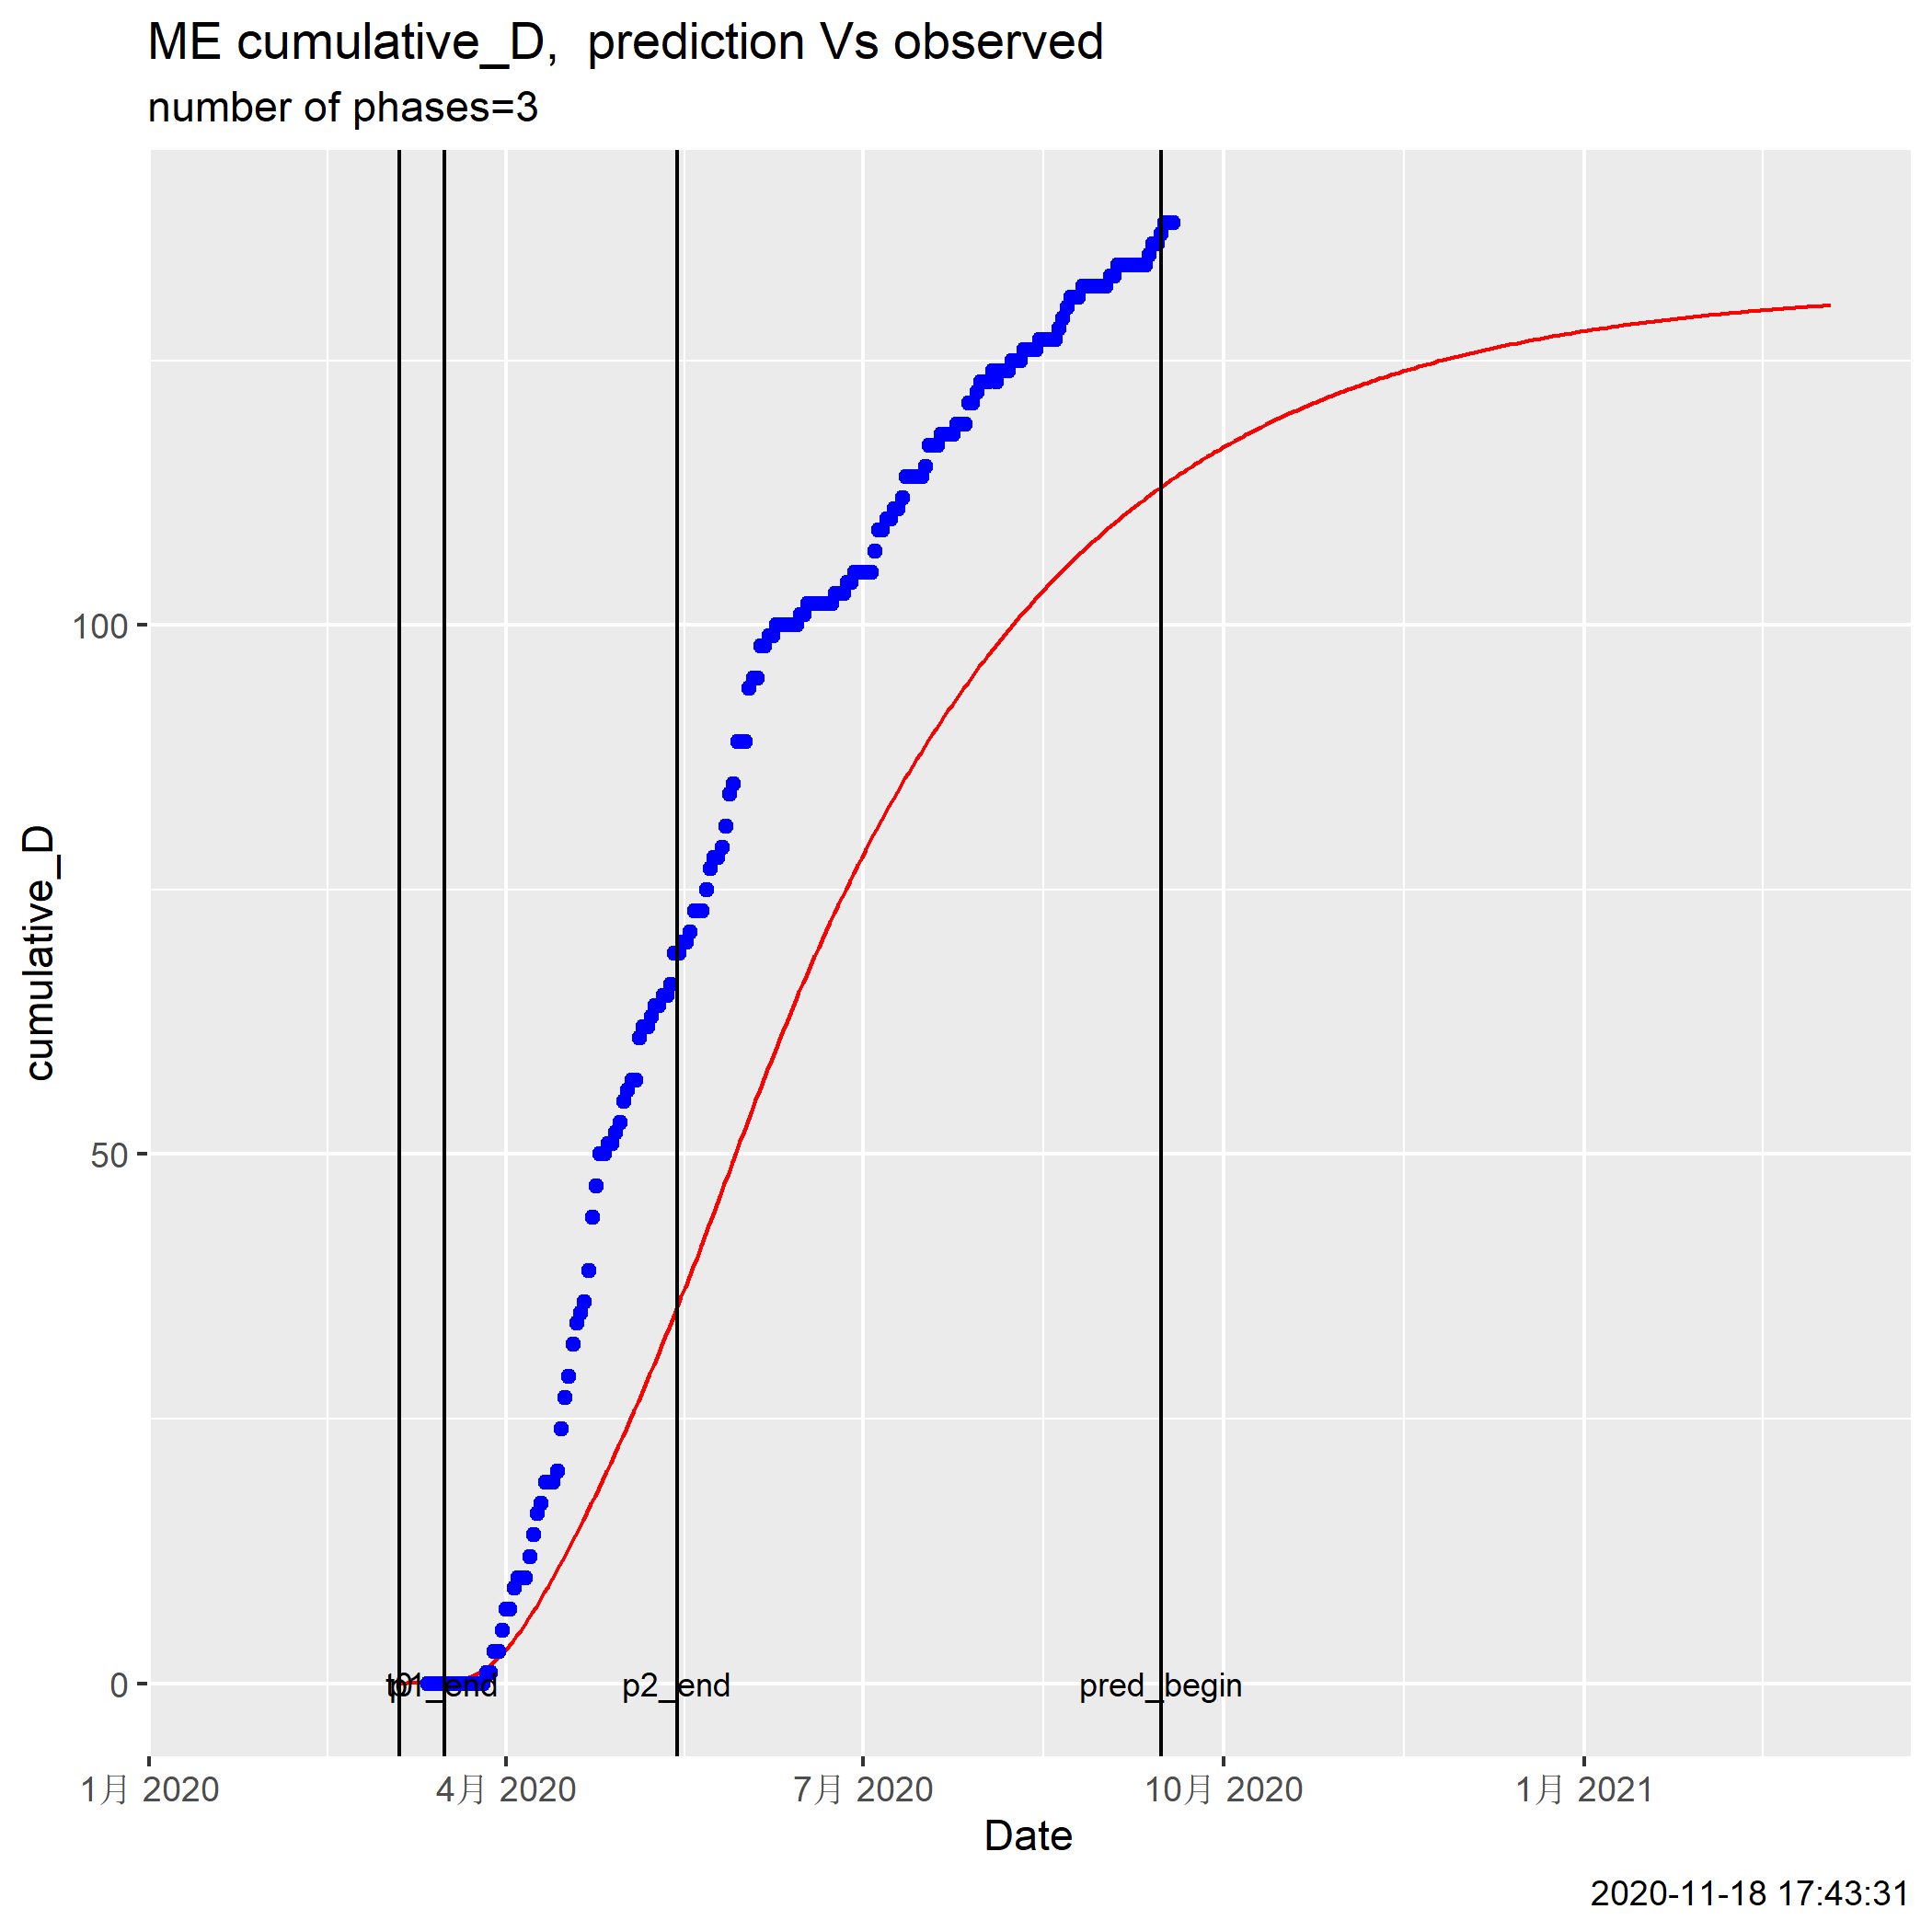 ME cumulative_D,  prediction Vs observed
number of phases=3
cumulative_D
100
50
0
t0
p1_end
p2_end
pred_begin
1月 2020
4月 2020
7月 2020
10月 2020
1月 2021
Date
2020-11-18 17:43:31